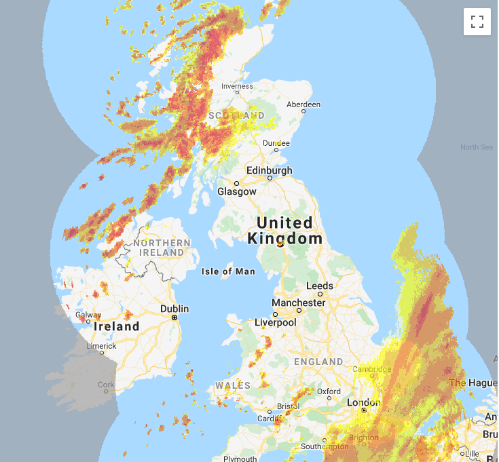 Inverness
Aberdeen
SCOTLAND
Dundee
North Sea
Edinburgh
Glasgow
United
Kingdom
NORTHERN
IRELAND
Isle of Man
Leeds
Dublin
Manchester
Galway
Ireland
Liverpool
Limerick
ENGLAND
Cambridge
WALES
The Hague
Cork
Oxford
London
Bristol
Cardiff
Southampton
Brighton
Plymouth
Lille